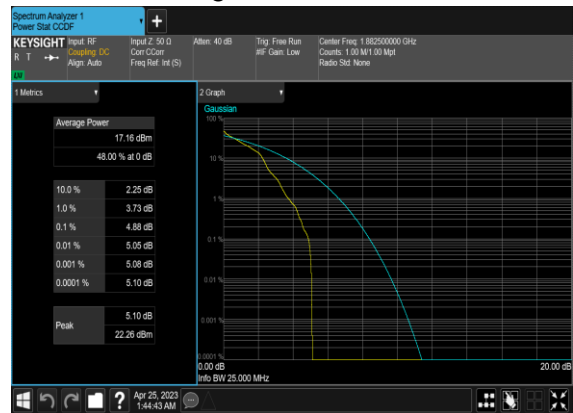 Spectrum Analyzer 1
Power Stat CCDF
+
KEYSIGHT
R T
LXI
Input: RF
Coupling: DC
Align: Auto
Input Z: 50 Ω
Corr CCorr
Freq Ref: Int (S)
Atten: 40 dB
Trig: Free Run
#IF Gain: Low
Center Freq: 1.882500000 GHz
Counts: 1.00 M/1.00 Mpt
Radio Std: None
1 Metrics
Average Power
17.16 dBm
48.00 % at 0 dB
10.0 % 2.25 dB
1.0 % 3.73 dB
0.1 % 4.88 dB
0.01 % 5.05 dB
0.001 % 5.08 dB
0.0001 % 5.10 dB
Peak
5.10 dB
22.26 dBm
2 Graph
Gaussian
100 %
10 %
1 %
0.1 %
0.01 %
0.001 %
0.0001 %
0.00 dB 20.00 dB
Info BW 25.000 MHz
?
Apr 25, 2023
1:44:43 AM